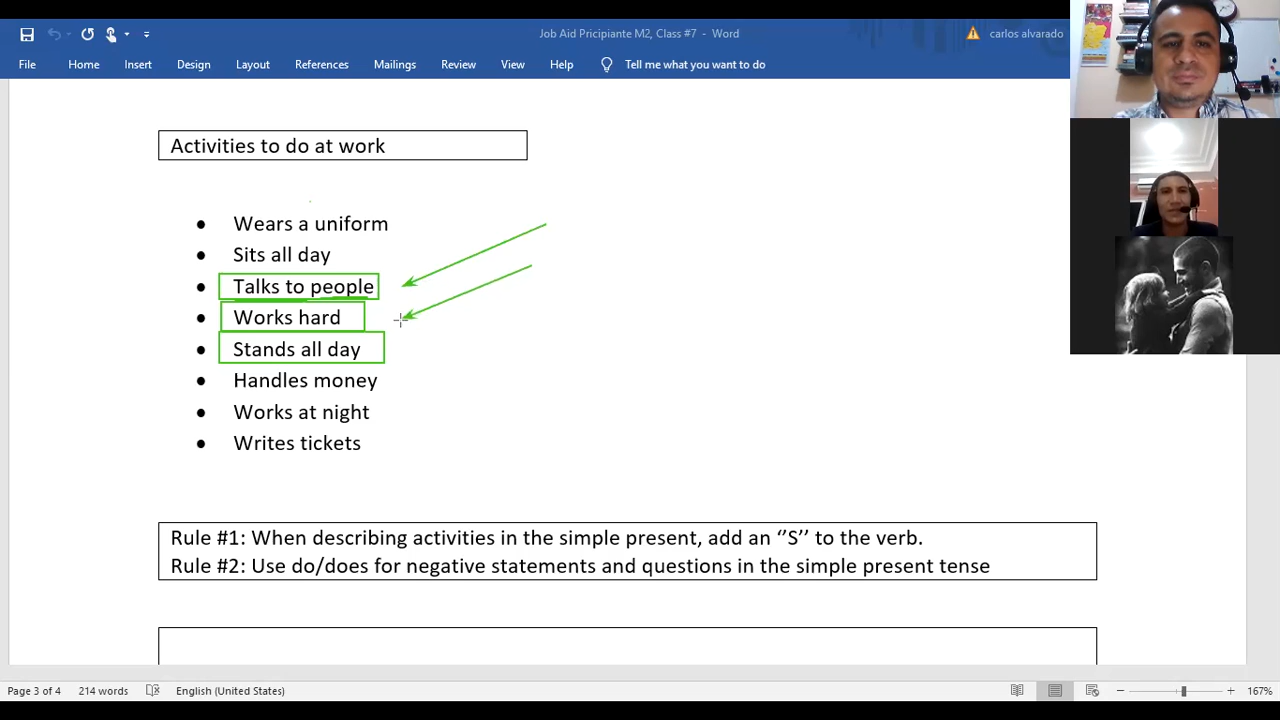 Job Aid Pricipiante M2, Class #7 - Word
carlos alvarado
File Home Insert Design Layout References Mailings Review View Help Tell me what you want to do
Activities to do at work
• Wears a uniform
• Sits all day
• Talks to people
• Works hard
• Stands all day
• Handles money
• Works at night
• Writes tickets
Rule #1: When describing activities in the simple present, add an ‘’S’’ to the verb.
Rule #2: Use do/does for negative statements and questions in the simple present tense
Page 3 of 4 214 words English (United States) 167%